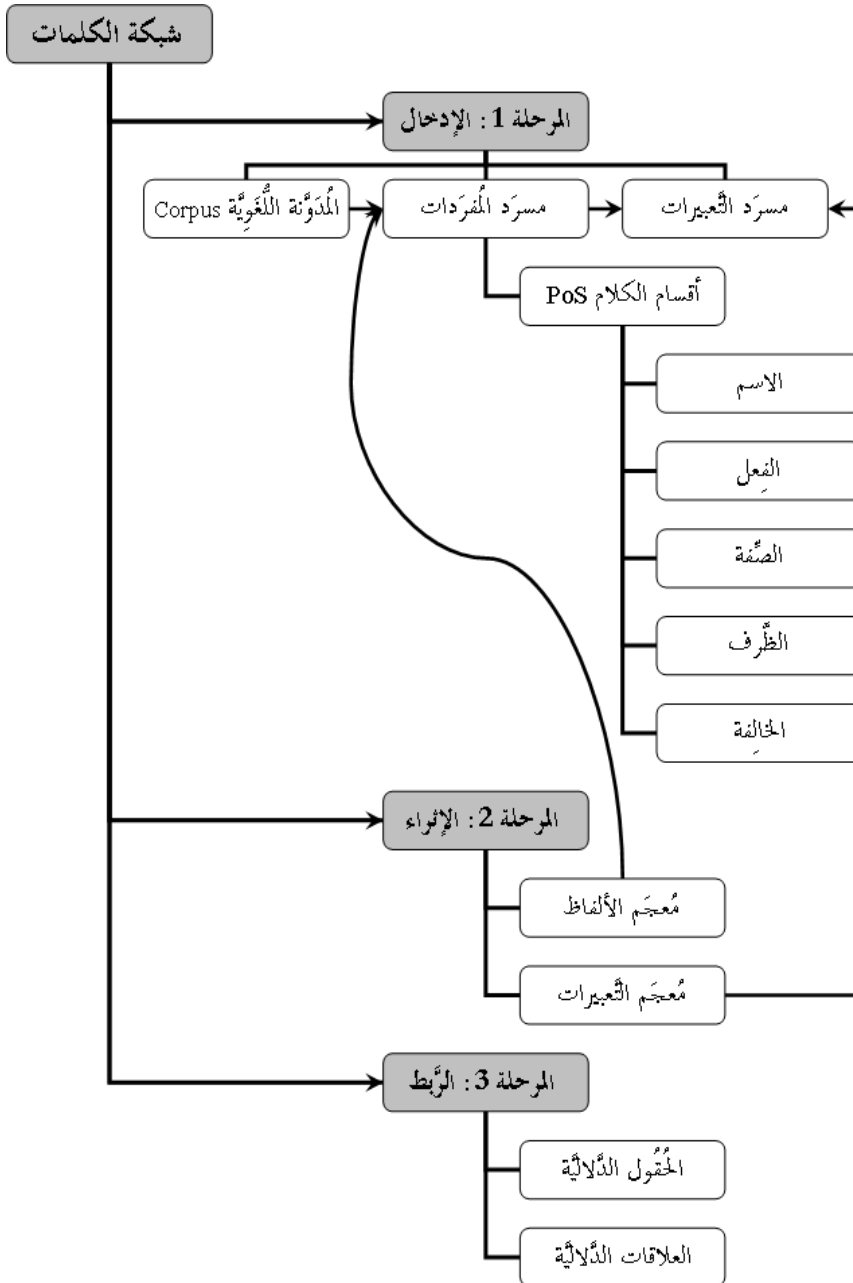 شبكة الكلمات
المرحلة 1: الإدخال
مسرَد التَّعبيرات
مسرَد المُفرَدات
المُدَوَّنة اللُّغَوِيَّة Corpus
أقسام الكلام PoS
الاسم
الفِعل
الصِّفة
الظَّرف
الخالِفة
المرحلة 2: الإثراء
مُعجَم الألفاظ
مُعجَم التَّعبيرات
المرحلة 3: الرَّبط
الحُقُول الدَّلاليَّة
العلاقات الدَّلاليَّة